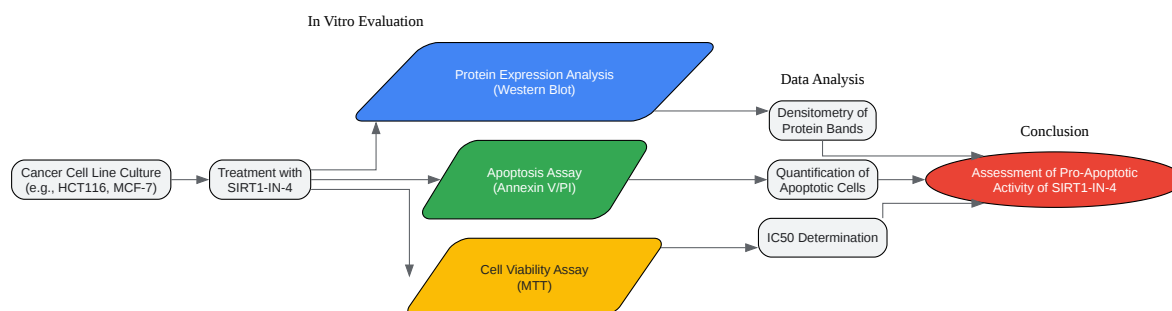 In Vitro Evaluation
Cancer Cell Line Culture
(e.g., HCT116, MCF-7)
Treatment with
SIRT1-IN-4
Protein Expression Analysis
(Western Blot)
Apoptosis Assay
(Annexin V/PI)
Cell Viability Assay
(MTT)
Data Analysis
Densitometry of
Protein Bands
Quantification of
Apoptotic Cells
IC50 Determination
Conclusion
Assessment of Pro-Apoptotic
Activity of SIRT1-IN-4